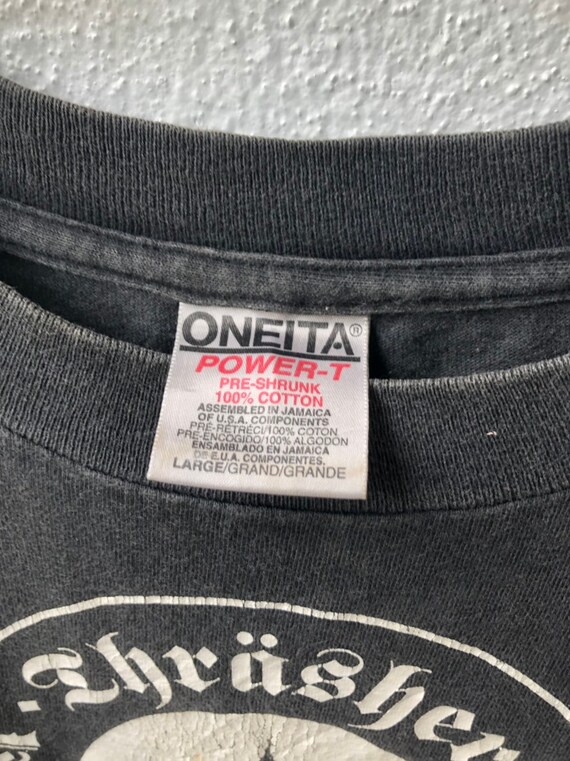 ONEITA®
POWER-T
PRE-SHRUNK
100% COTTON
ASSEMBLED IN JAMAICA
OF U.S.A. COMPONENTS
PRE-RETRECI/100% COTON
PRE-ENCOGIDO/100% ALGODON
ENSAMBLADO EN JAMAICA
DE E.U.A. COMPONENTES.
LARGE/GRAND/GRANDE
Thräsher